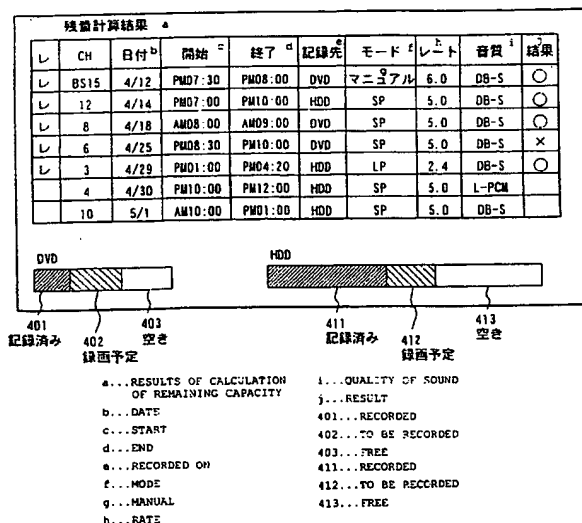 残量計算結果 a
レ CH 日付 b 開始 c 終了 d 記録先 e モード f レート h 音質 i 結果 j
レ BS15 4/12 PM07:30 PM08:00 DVD マニュアル g 6.0 DB-S ○
レ 12 4/14 PM07:00 PM10:00 HDD SP 5.0 DB-S ○
レ 8 4/18 AM08:00 AM09:00 DVD SP 5.0 DB-S ○
レ 6 4/25 PM08:30 PM10:00 DVD SP 5.0 DB-S ×
レ 3 4/29 PM01:00 PM04:20 HDD LP 2.4 DB-S ○
4 4/30 PM10:00 PM12:00 HDD SP 5.0 L-PCM
10 5/1 AM10:00 PM01:00 HDD SP 5.0 DB-S
DVD HDD
401 402 403 411 412 413
記録済み 録画予定 空き 記録済み 録画予定 空き
a...RESULTS OF CALCULATION
OF REMAINING CAPACITY
b...DATE
c...START
d...END
e...RECORDED ON
f...MODE
g...MANUAL
h...RATE
i...QUALITY OF SOUND
j...RESULT
401...RECORDED
402...TO BE RECORDED
403...FREE
411...RECORDED
412...TO BE RECORDED
413...FREE